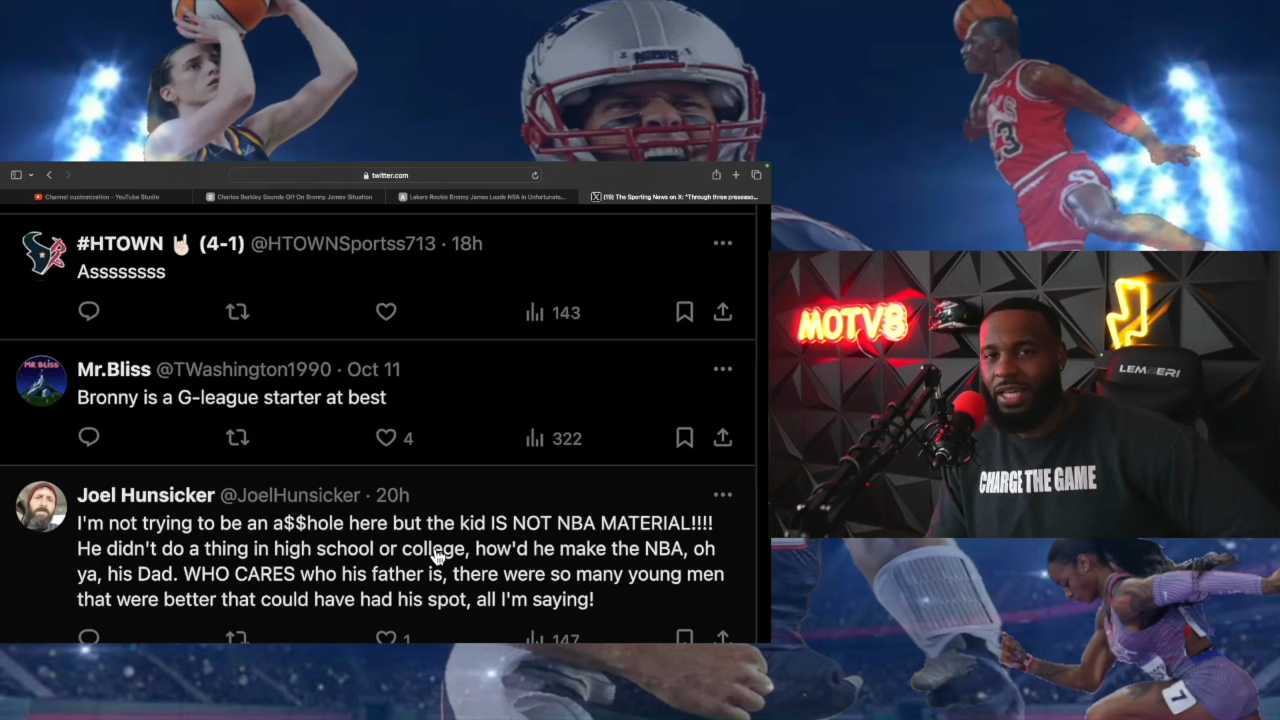 PATRIOTS
twitter.com
Channel customization - YouTube Studio
Charles Barkley Sounds Off On Bronny James Situation
Lakers Rookie Bronny James Leads NBA In Unfortunate...
(19) The Sporting News on X: "Through three preseaso...
#HTOWN 🤘🏻 (4-1) @HTOWNSportss713 · 18h
Assssssss
143
Mr.Bliss @TWashington1990 · Oct 11
Bronny is a G-league starter at best
4
322
Joel Hunsicker @JoelHunsicker · 20h
I'm not trying to be an a$$hole here but the kid IS NOT NBA MATERIAL!!!!
He didn't do a thing in high school or college, how'd he make the NBA, oh
ya, his Dad. WHO CARES who his father is, there were so many young men
that were better that could have had his spot, all I'm saying!
1
147
MOTV8
LEMBERI
CHARGE THE GAME
7